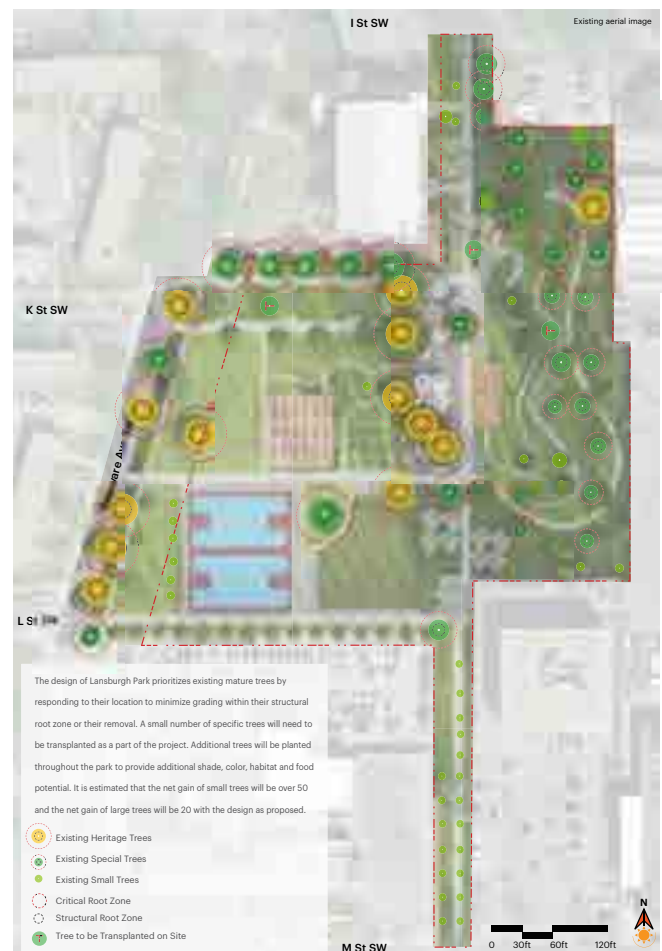 I St SW
Existing aerial image
K St SW
L St
The design of Lansburgh Park prioritizes existing mature trees by
responding to their location to minimize grading within their structural
root zone or their removal. A small number of specific trees will need to
be transplanted as a part of the project. Additional trees will be planted
throughout the park to provide additional shade, color, habitat and food
potential. It is estimated that the net gain of small trees will be over 50
and the net gain of large trees will be 20 with the design as proposed.
Existing Heritage Trees
Existing Special Trees
Existing Small Trees
Critical Root Zone
Structural Root Zone
T Tree to be Transplanted on Site
M St SW
N
0 30ft 60ft 120ft